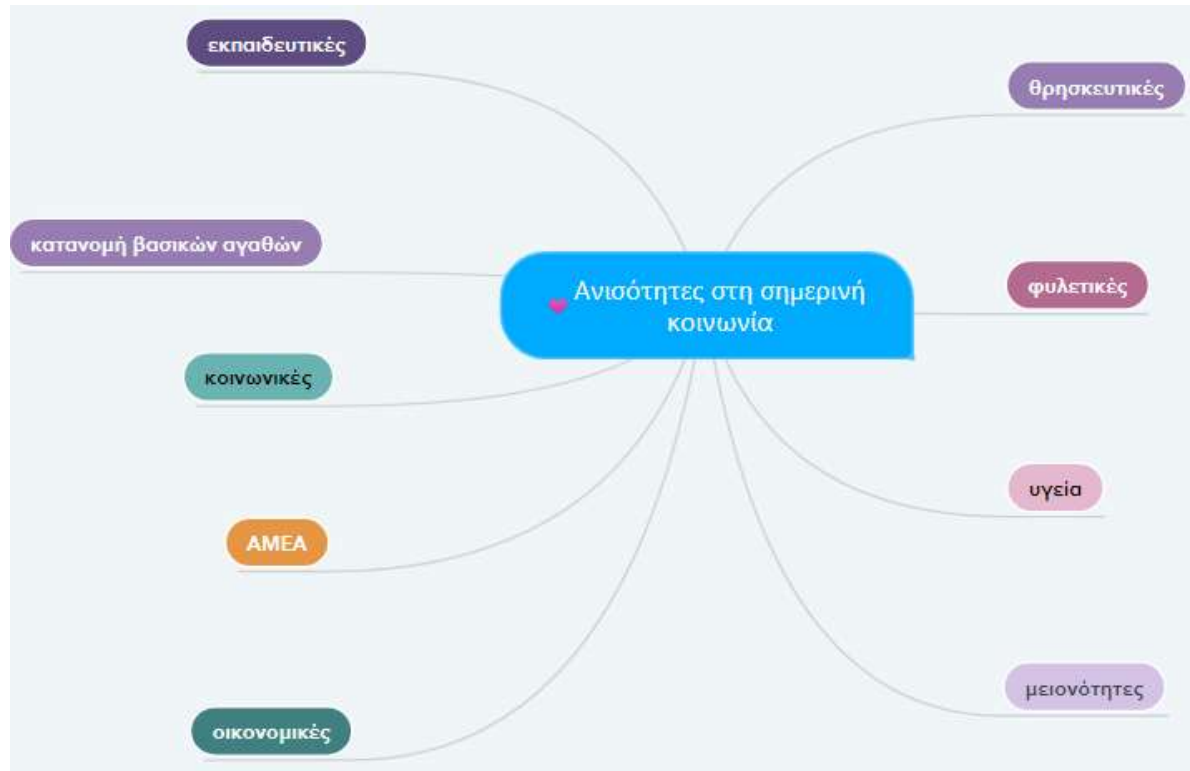 εκπαιδευτικές
θρησκευτικές
κατανομή βασικών αγαθών
Ανισότητες στη σημερινή
κοινωνία
φυλετικές
κοινωνικές
υγεία
ΑΜΕΑ
μειονότητες
οικονομικές